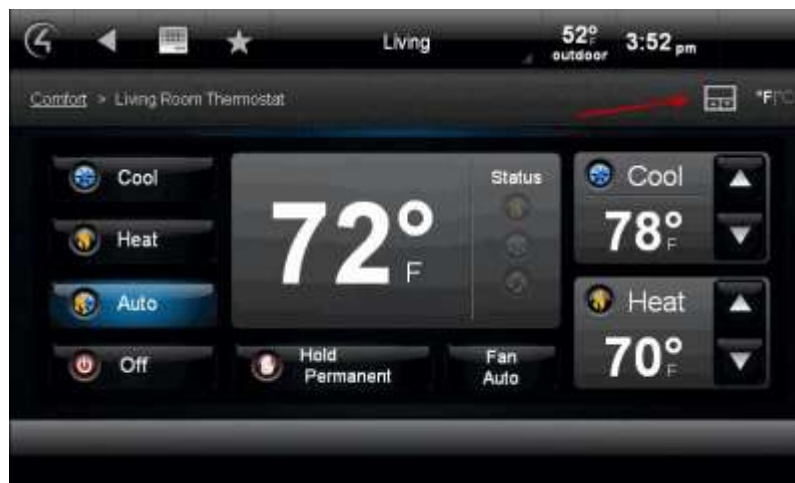 Living
52°F
outdoor
3:52 pm
Comfort > Living Room Thermostat
°F|°C
Cool
Heat
Auto
Off
72°F
Status
Hold
Permanent
Fan
Auto
Cool
78°F
Heat
70°F